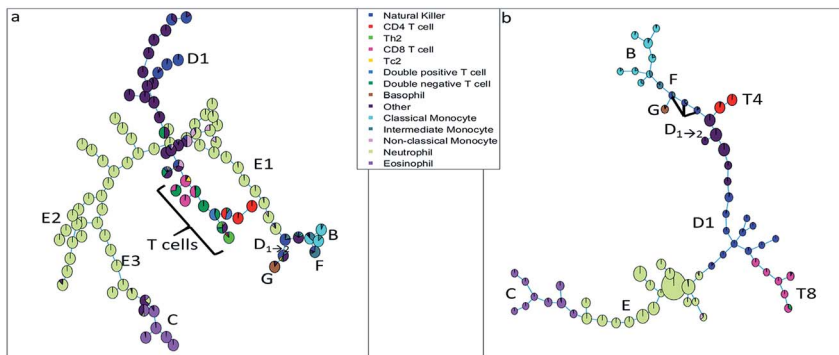 a
D1
E1
E2
E3
T cells
D1→2
B
F
G
C
Natural Killer
CD4 T cell
Th2
CD8 T cell
Tc2
Double positive T cell
Double negative T cell
Basophil
Other
Classical Monocyte
Intermediate Monocyte
Non-classical Monocyte
Neutrophil
Eosinophil
b
B
F
G
T4
D1→2
D1
C
E
T8